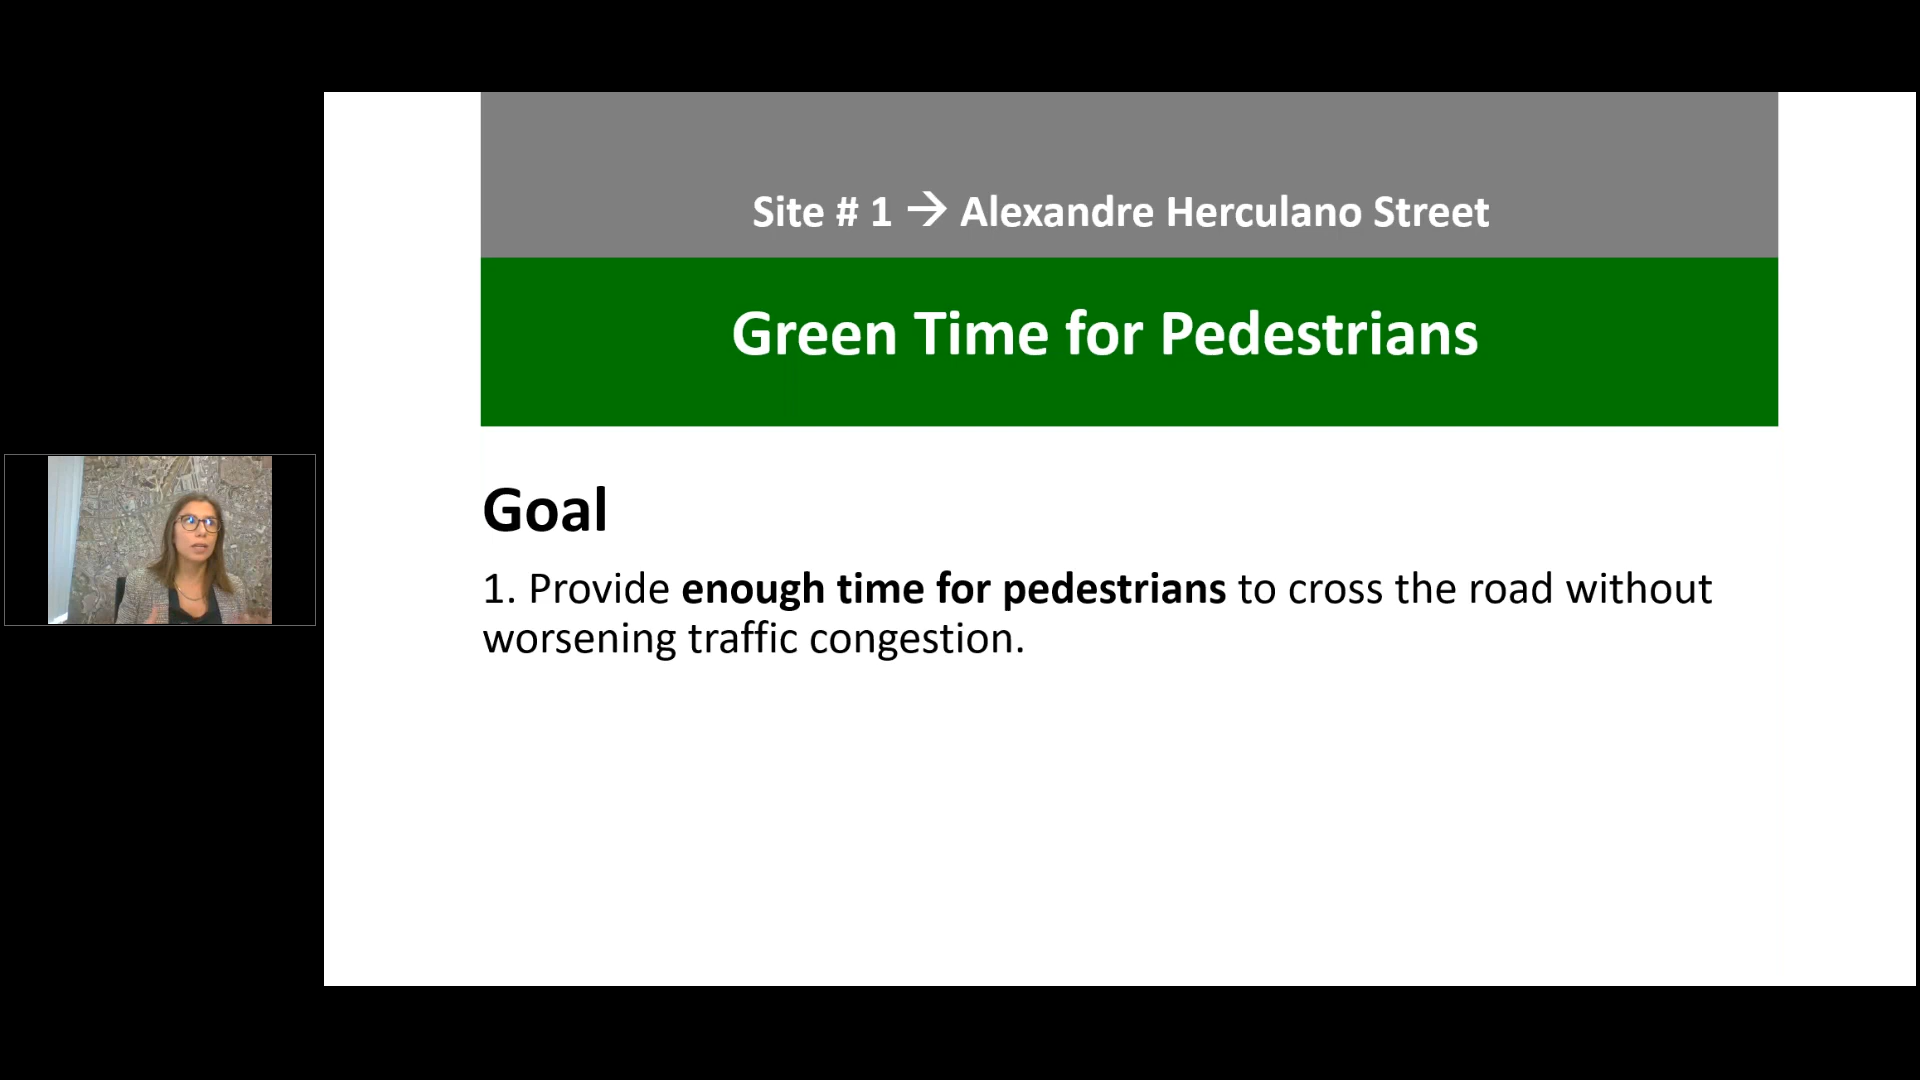 Site # 1 → Alexandre Herculano Street
Green Time for Pedestrians
Goal
1. Provide enough time for pedestrians to cross the road without
worsening traffic congestion.